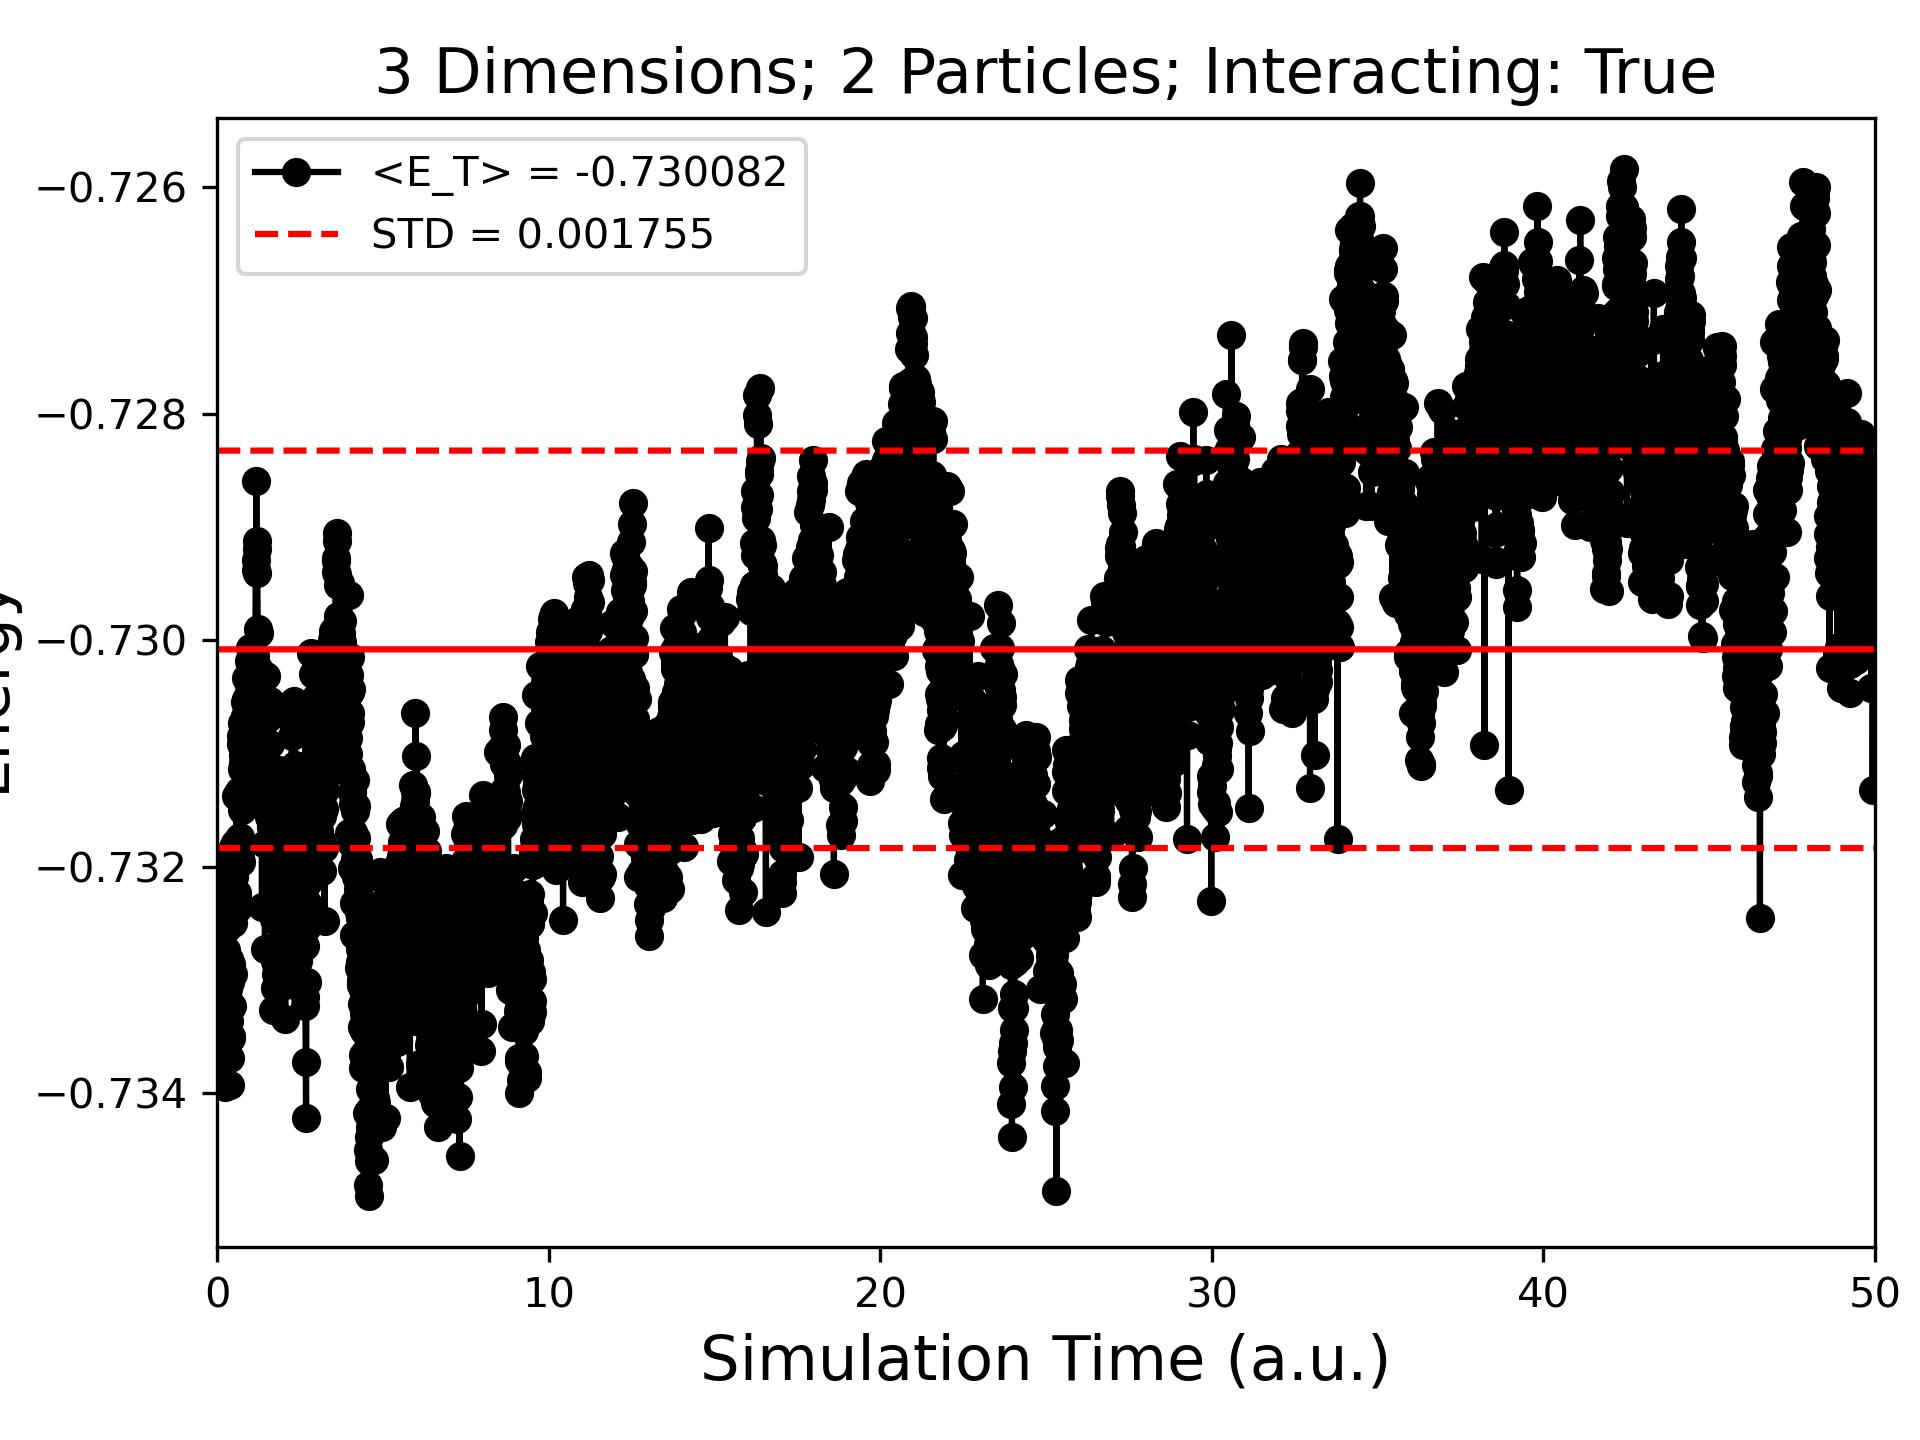 3 Dimensions; 2 Particles; Interacting: True
<E_T> = -0.730082
STD = 0.001755
−0.726
−0.728
−0.730
−0.732
−0.734
Energy
0 10 20 30 40 50
Simulation Time (a.u.)